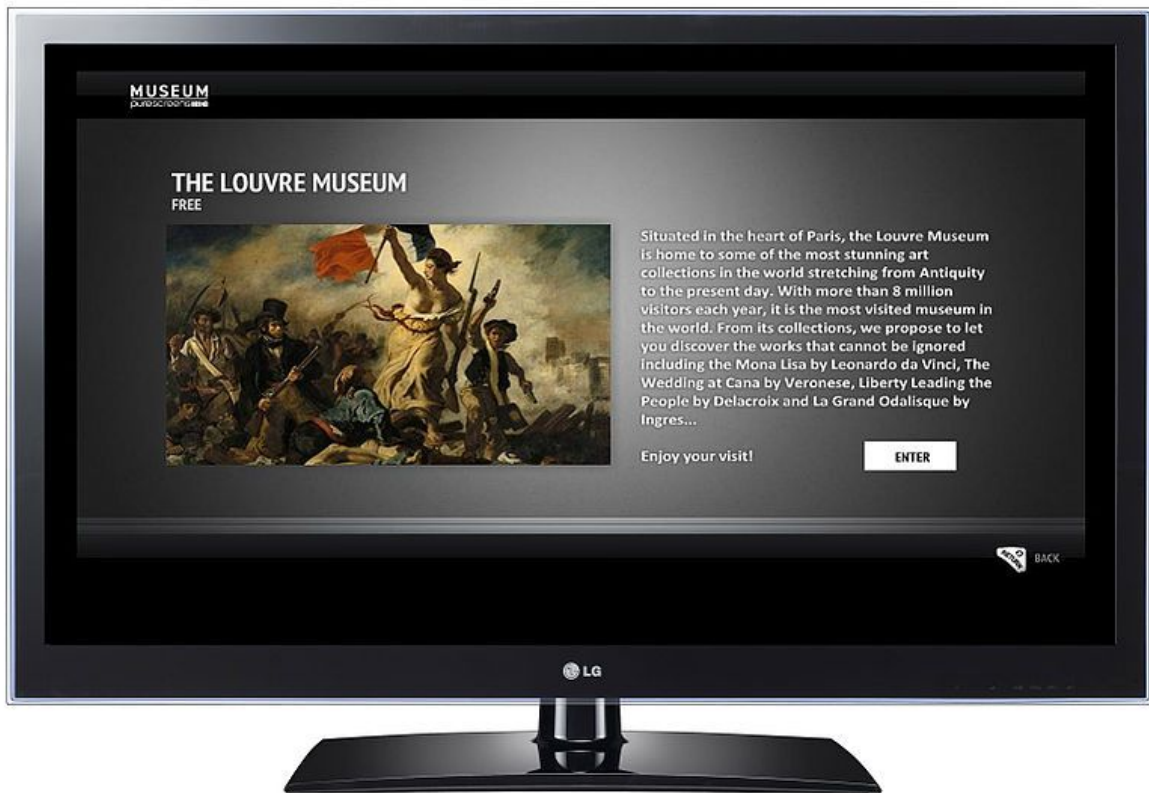 MUSEUM
purescreens
THE LOUVRE MUSEUM
FREE
Situated in the heart of Paris, the Louvre Museum
is home to some of the most stunning art
collections in the world stretching from Antiquity
to the present day. With more than 8 million
visitors each year, it is the most visited museum in
the world. From its collections, we propose to let
you discover the works that cannot be ignored
including the Mona Lisa by Leonardo da Vinci, The
Wedding at Cana by Veronese, Liberty Leading the
People by Delacroix and La Grand Odalisque by
Ingres...
Enjoy your visit!
ENTER
RETURN
BACK
LG